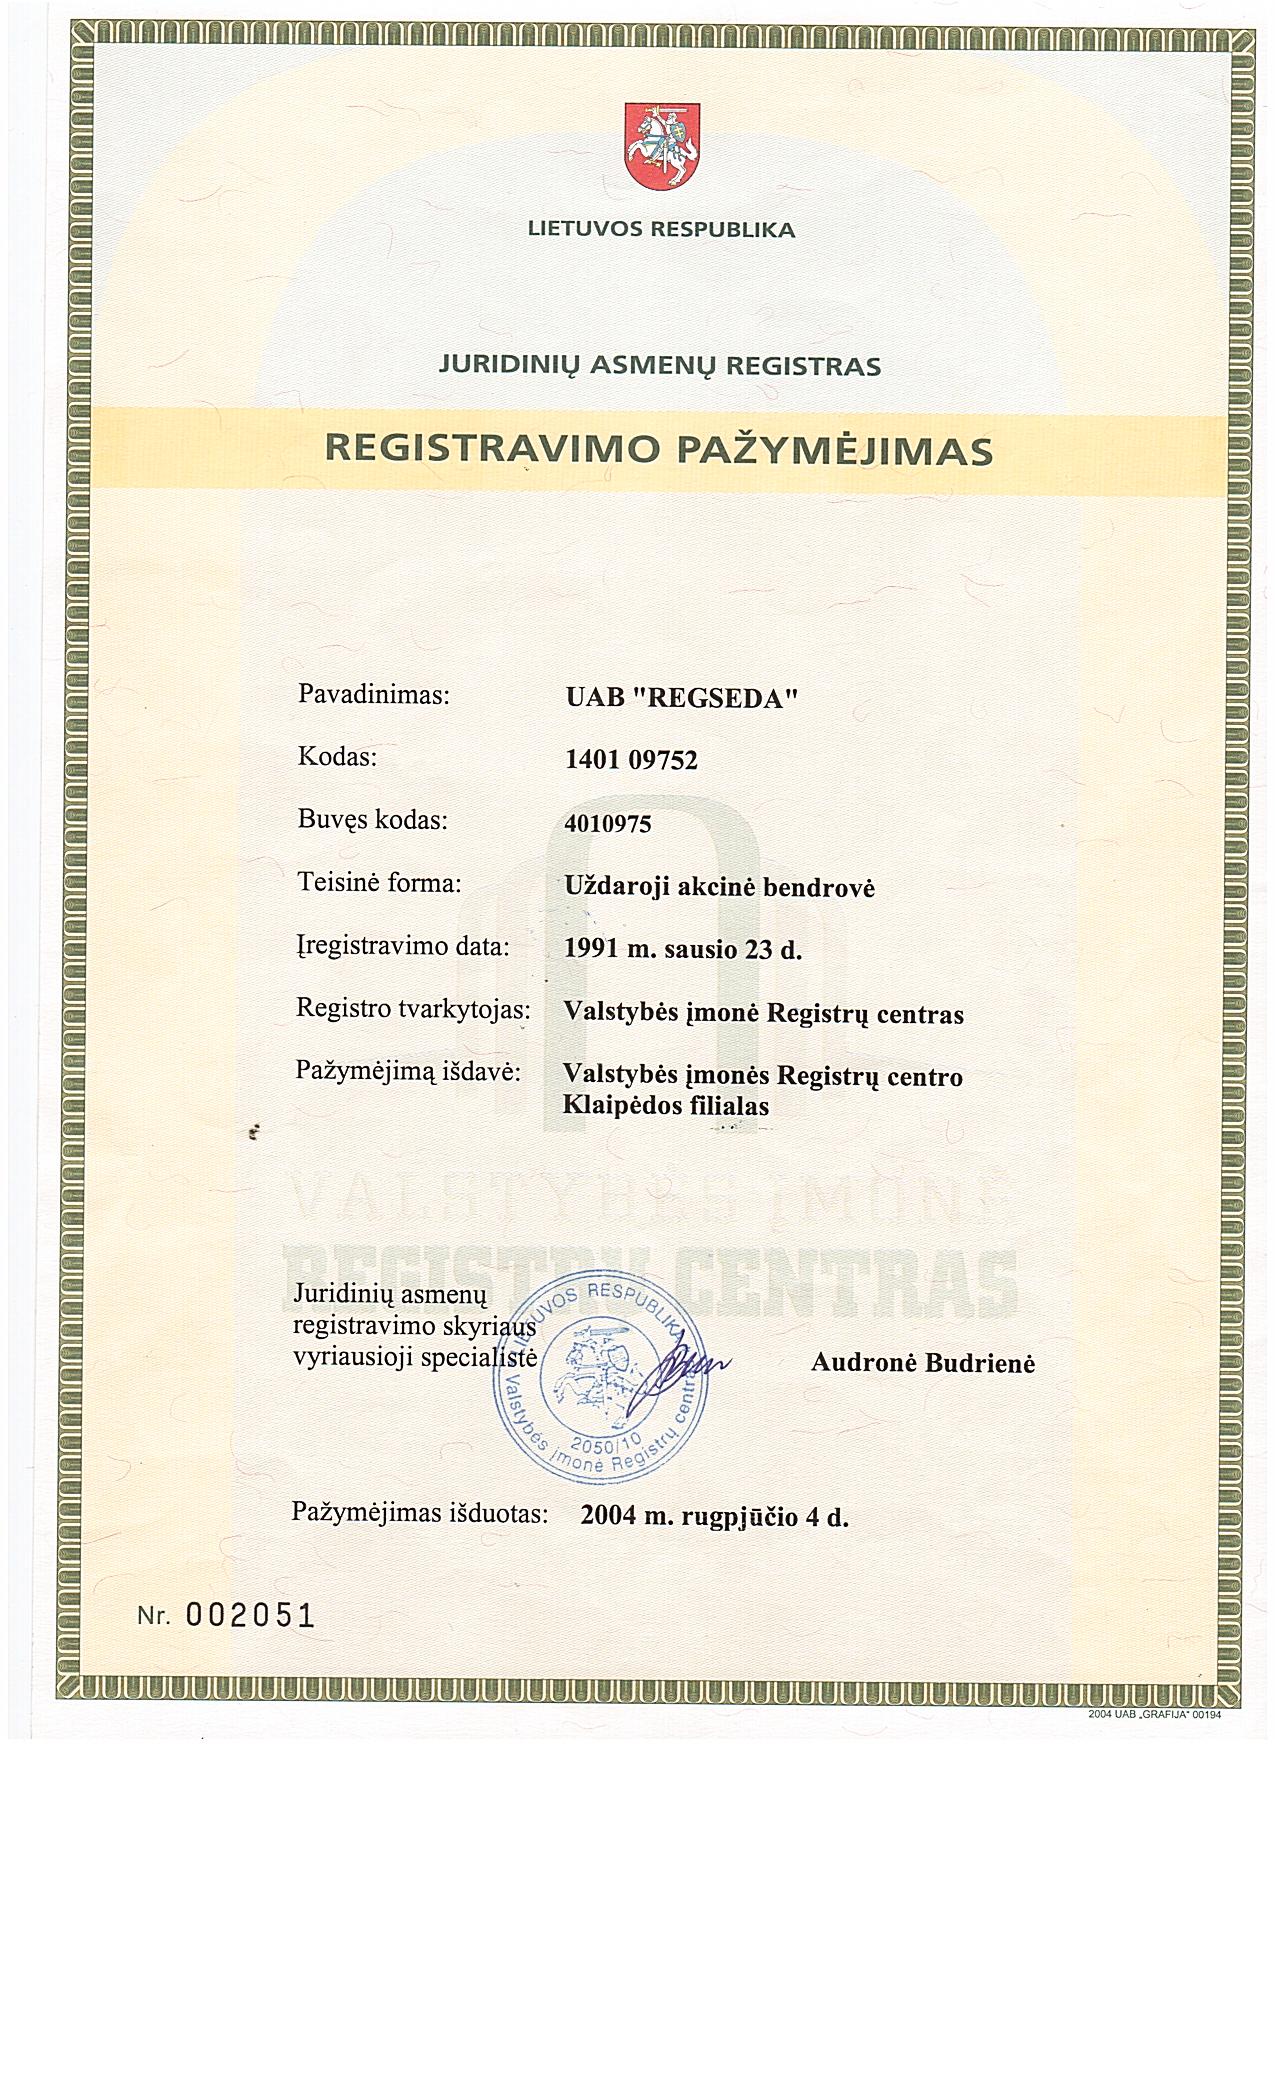 LIETUVOS RESPUBLIKA
JURIDINIŲ ASMENŲ REGISTRAS
REGISTRAVIMO PAŽYMĖJIMAS
Pavadinimas: UAB "REGSEDA"
Kodas: 1401 09752
Buvęs kodas: 4010975
Teisinė forma: Uždaroji akcinė bendrovė
Įregistravimo data: 1991 m. sausio 23 d.
Registro tvarkytojas: Valstybės įmonė Registrų centras
Pažymėjimą išdavė: Valstybės įmonės Registrų centro
Klaipėdos filialas
VALSTYBĖS ĮMONĖ
REGISTRŲ CENTRAS
Juridinių asmenų
registravimo skyriaus
vyriausioji specialistė Audronė Budrienė
LIETUVOS RESPUBLIKA
Valstybės įmonė Registrų centras
2050/10
Pažymėjimas išduotas: 2004 m. rugpjūčio 4 d.
Nr. 002051
2004 UAB „GRAFIJA“ 00194